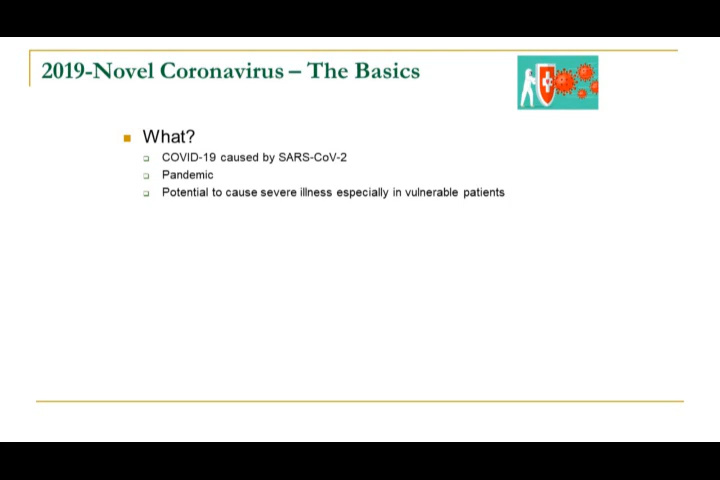 2019-Novel Coronavirus – The Basics
What?
COVID-19 caused by SARS-CoV-2
Pandemic
Potential to cause severe illness especially in vulnerable patients